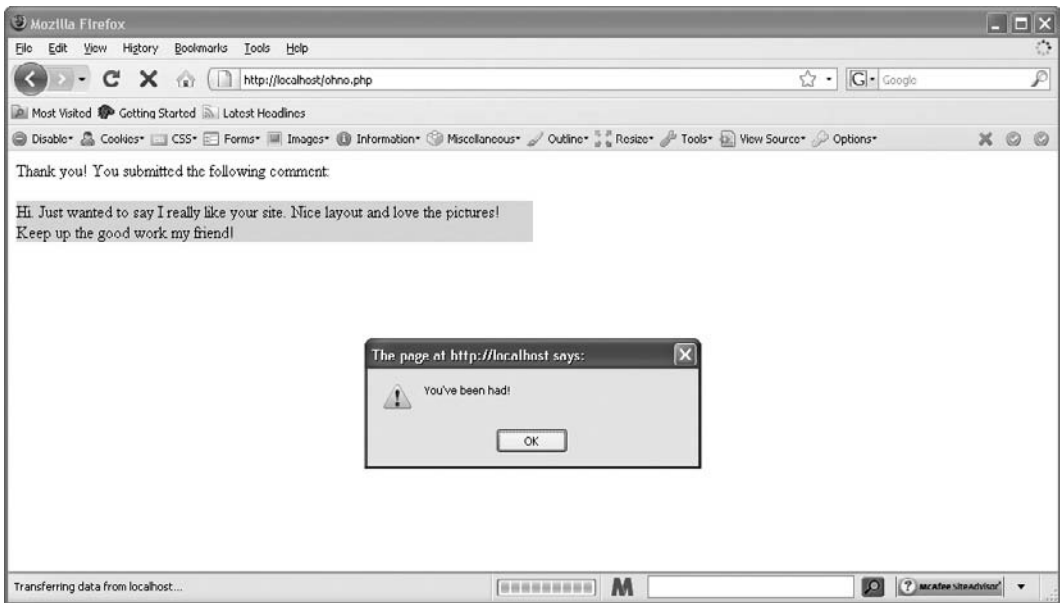 Mozilla Firefox
File Edit View History Bookmarks Tools Help
http://localhost/ohno.php
G Google
Most Visited Getting Started Latest Headlines
Disable Cookies CSS Forms Images Information Miscellaneous Outline Resize Tools View Source Options
Thank you! You submitted the following comment:
Hi. Just wanted to say I really like your site. Nice layout and love the pictures!
Keep up the good work my friend!
The page at http://localhost says:
You've been had!
OK
Transferring data from localhost...
McAfee SiteAdvisor